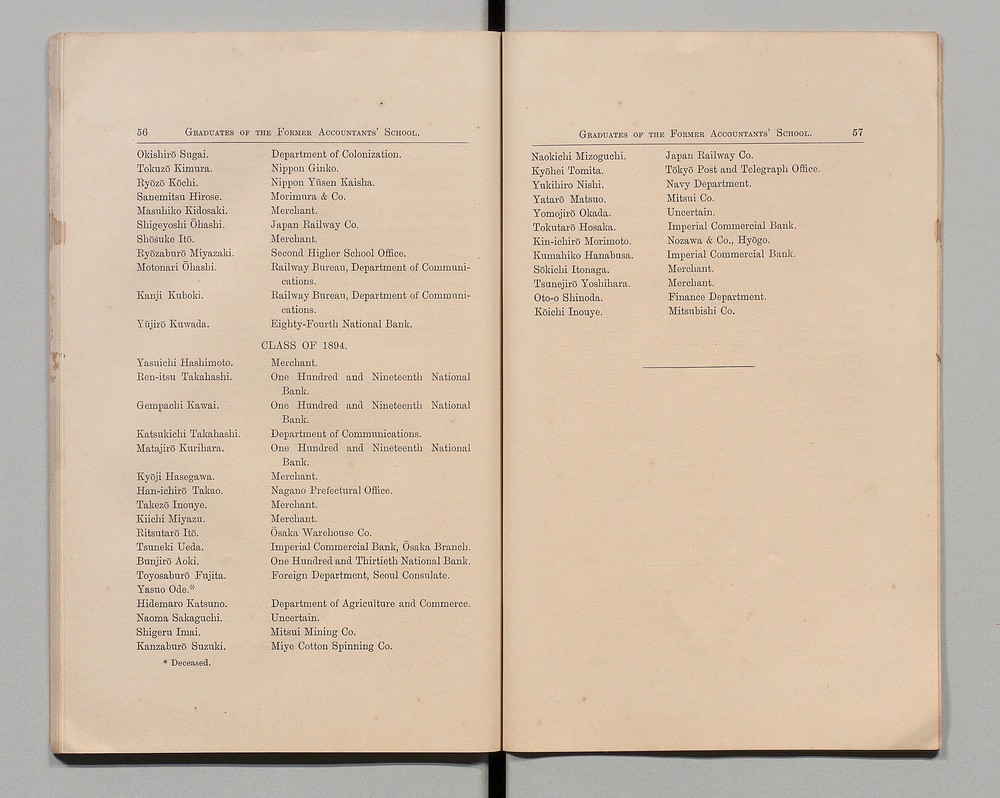 56 Graduates of the Former Accountants' School.
Okishirō Sugai. Department of Colonization.
Tokuzō Kimura. Nippon Ginko.
Ryōzō Kōchi. Nippon Yūsen Kaisha.
Sanemitsu Hirose. Morimura & Co.
Masuhiko Kidosaki. Merchant.
Shigeyoshi Ōhashi. Japan Railway Co.
Shōsuke Itō. Merchant.
Ryōzaburō Miyazaki. Second Higher School Office.
Motonari Ōhashi. Railway Bureau, Department of Communi-
cations.
Kanji Kuboki. Railway Bureau, Department of Communi-
cations.
Yūjirō Kuwada. Eighty-Fourth National Bank.
CLASS OF 1894.
Yasuichi Hashimoto. Merchant.
Ren-itsu Takahashi. One Hundred and Nineteenth National
Bank.
Gempachi Kawai. One Hundred and Nineteenth National
Bank.
Katsukichi Takahashi. Department of Communications.
Matajirō Kurihara. One Hundred and Nineteenth National
Bank.
Kyōji Hasegawa. Merchant.
Han-ichirō Takao. Nagano Prefectural Office.
Takezō Inouye. Merchant.
Kiichi Miyazu. Merchant.
Ritsutarō Itō. Ōsaka Warehouse Co.
Tsuneki Ueda. Imperial Commercial Bank, Ōsaka Branch.
Bunjirō Aoki. One Hundred and Thirtieth National Bank.
Toyosaburō Fujita. Foreign Department, Seoul Consulate.
Yasuo Ode.*
Hidemaro Katsuno. Department of Agriculture and Commerce.
Naoma Sakaguchi. Uncertain.
Shigeru Imai. Mitsui Mining Co.
Kanzaburō Suzuki. Miye Cotton Spinning Co.
* Deceased.
Graduates of the Former Accountants' School. 57
Naokichi Mizoguchi. Japan Railway Co.
Kyōhei Tomita. Tōkyō Post and Telegraph Office.
Yukihiro Nishi. Navy Department.
Yatarō Matsuo. Mitsui Co.
Yomojirō Okada. Uncertain.
Tokutarō Hosaka. Imperial Commercial Bank.
Kin-ichirō Morimoto. Nozawa & Co., Hyōgo.
Kumahiko Hanabusa. Imperial Commercial Bank.
Sōkichi Itonaga. Merchant.
Tsunejirō Yoshihara. Merchant.
Oto-o Shinoda. Finance Department.
Kōichi Inouye. Mitsubishi Co.